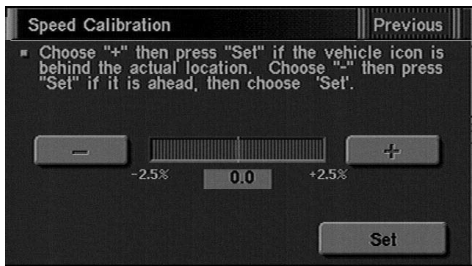 Speed Calibration
Previous
Choose "+" then press "Set" if the vehicle icon is
behind the actual location. Choose "-" then press
"Set" if it is ahead, then choose 'Set'.
−
+
-2.5%
0.0
+2.5%
Set